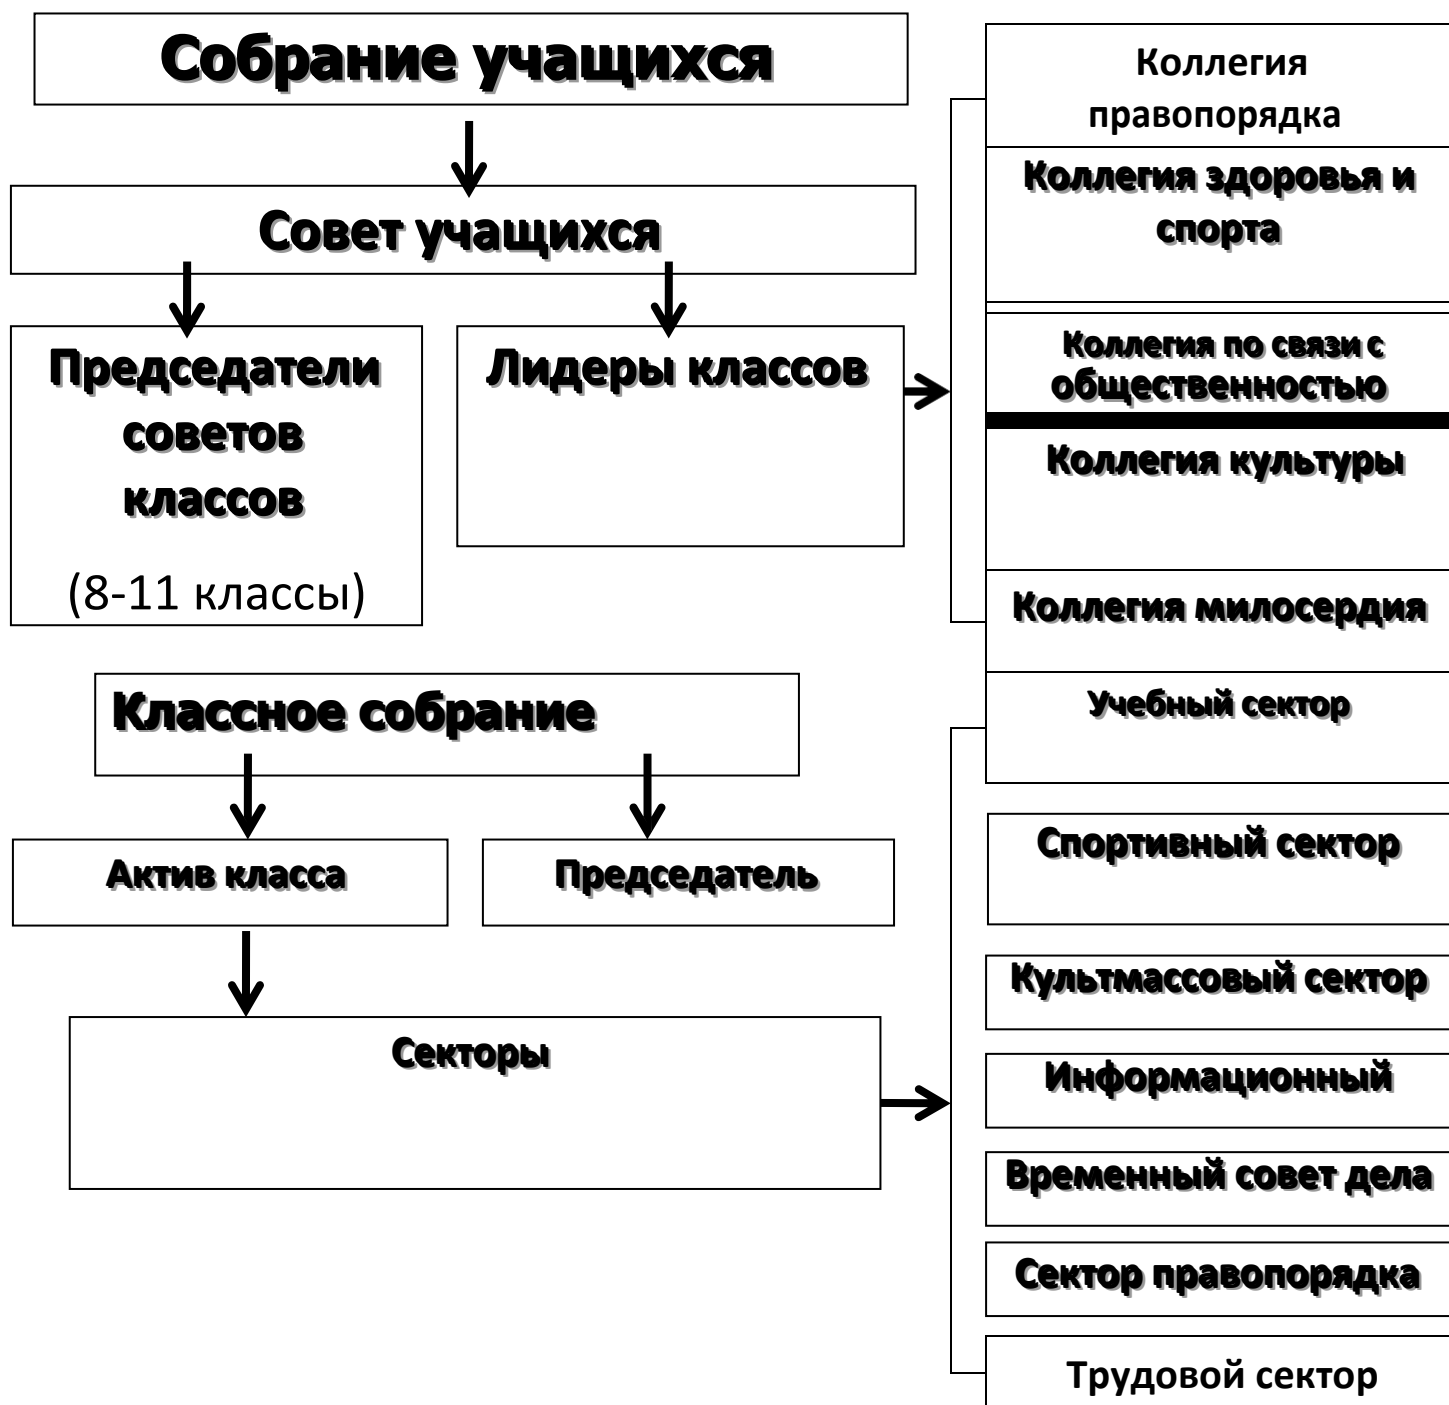 Собрание учащихся
Совет учащихся
Председатели
советов
классов
(8-11 классы)
Лидеры классов
Коллегия
правопорядка
Коллегия здоровья и
спорта
Коллегия по связи с
общественностью
Коллегия культуры
Коллегия милосердия
Классное собрание
Актив класса
Председатель
Секторы
Учебный сектор
Спортивный сектор
Культмассовый сектор
Информационный
Временный совет дела
Сектор правопорядка
Трудовой сектор